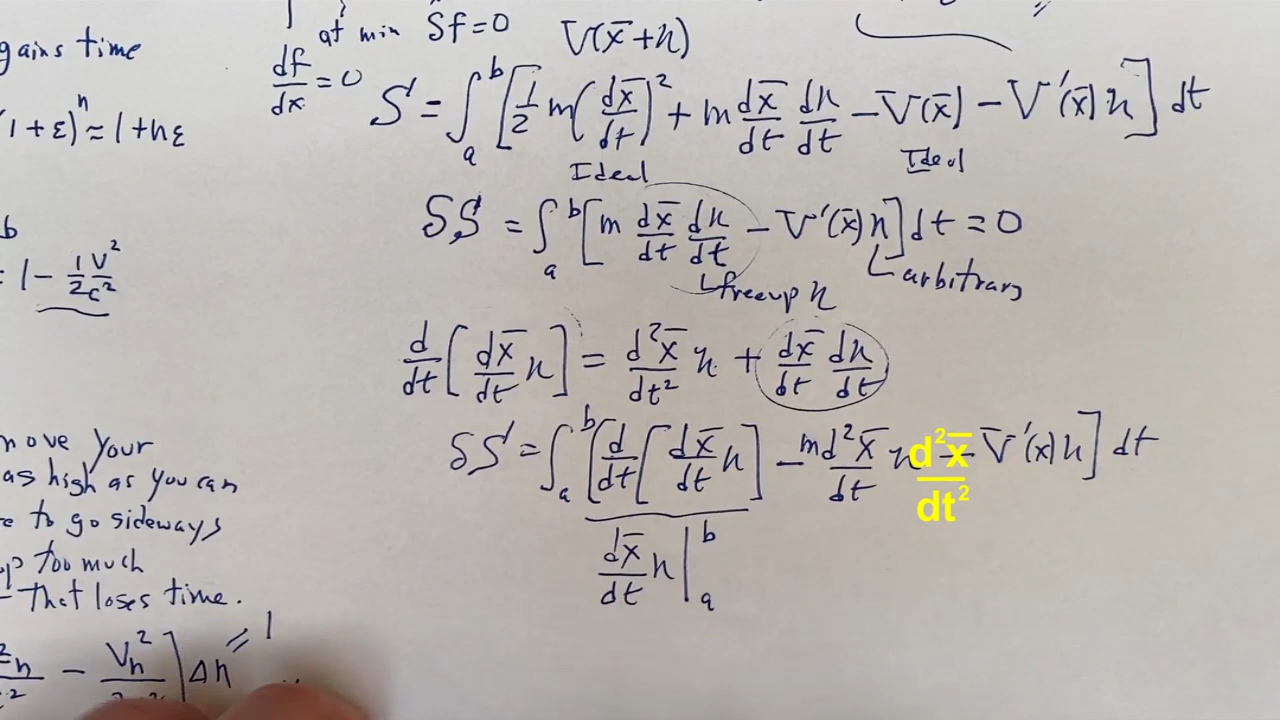 gains time
(1+ε)ⁿ≈1+nε
b
= 1 - 1/2 v²/c²
move your
as high as you can
to go sideways
up too much
- that loses time.
- Vn² ] Δn = 1
at min δf=0 V(x̄+η)
df/dx = 0
S = ∫ₐᵇ [1/2 m(dx̄/dt)² + m dx̄/dt dη/dt - V(x̄) - V'(x̄)η] dt
Ideal Ideal
δS = ∫ₐᵇ [m dx̄/dt dη/dt - V'(x̄)η] dt = 0
freeup η arbitrary
d/dt [dx̄/dt η] = d²x̄/dt² η + dx̄/dt dη/dt
δS = ∫ₐᵇ [d/dt [dx̄/dt η] - m d²x̄/dt η - V'(x)η] dt
d²x̄/dt²
dx̄/dt η |ₐᵇ